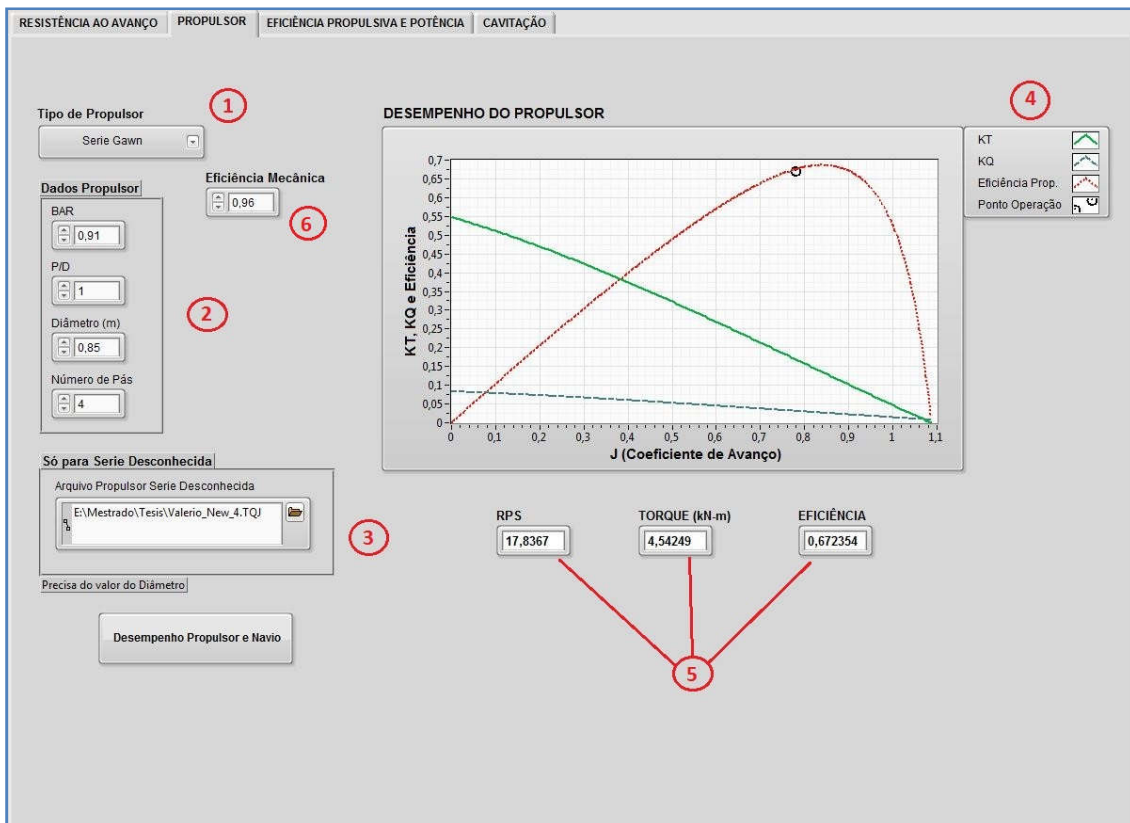 RESISTÊNCIA AO AVANÇO PROPULSOR EFICIÊNCIA PROPULSIVA E POTÊNCIA CAVITAÇÃO
1
Tipo de Propulsor
Serie Gawn
Dados Propulsor
BAR
0,91
P/D
1
Diâmetro (m)
0,85
Número de Pás
4
2
Eficiência Mecânica
0,96
6
Só para Serie Desconhecida
Arquivo Propulsor Serie Desconhecida
E:\Mestrado\Tesis\Valerio_New_4.TQJ
3
Precisa do valor do Diâmetro
Desempenho Propulsor e Navio
DESEMPENHO DO PROPULSOR
KT, KQ e Eficiência
0,7
0,65
0,6
0,55
0,5
0,45
0,4
0,35
0,3
0,25
0,2
0,15
0,1
0,05
0
0 0,1 0,2 0,3 0,4 0,5 0,6 0,7 0,8 0,9 1 1,1
J (Coeficiente de Avanço)
4
KT
KQ
Eficiência Prop.
Ponto Operação
RPS TORQUE (kN-m) EFICIÊNCIA
17,8367 4,54249 0,672354
5